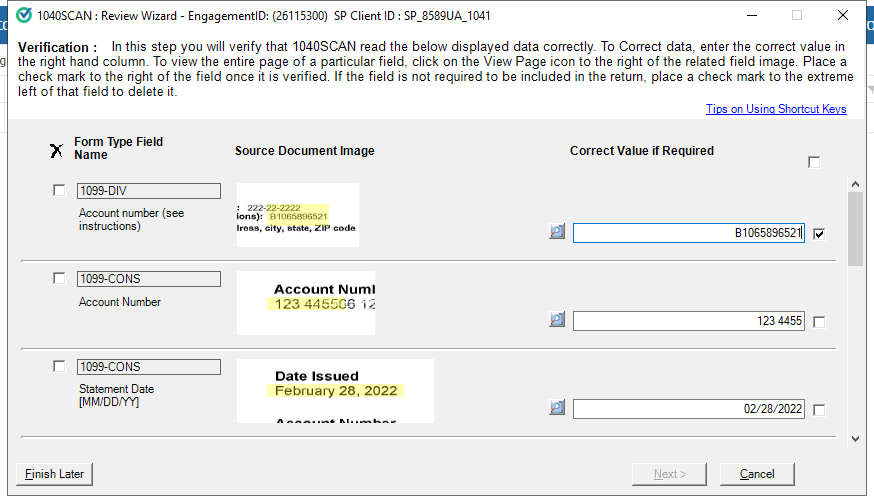 1040SCAN : Review Wizard - EngagementID: (26115300) SP Client ID : SP_8589UA_1041
Verification : In this step you will verify that 1040SCAN read the below displayed data correctly. To Correct data, enter the correct value in
the right hand column. To view the entire page of a particular field, click on the View Page icon to the right of the related field image. Place a
check mark to the right of the field once it is verified. If the field is not required to be included in the return, place a check mark to the extreme
left of that field to delete it.
Tips on Using Shortcut Keys
Form Type Field
Name
Source Document Image
Correct Value if Required
1099-DIV
Account number (see
instructions)
: 222-22-2222
ions): B1065896521
lress, city, state, ZIP code
B1065896521
1099-CONS
Account Number
Account Numl
123 445566 12
123 4455
1099-CONS
Statement Date
[MM/DD/YY]
Date Issued
February 28, 2022
Account Number
02/28/2022
Finish Later
Next >
Cancel